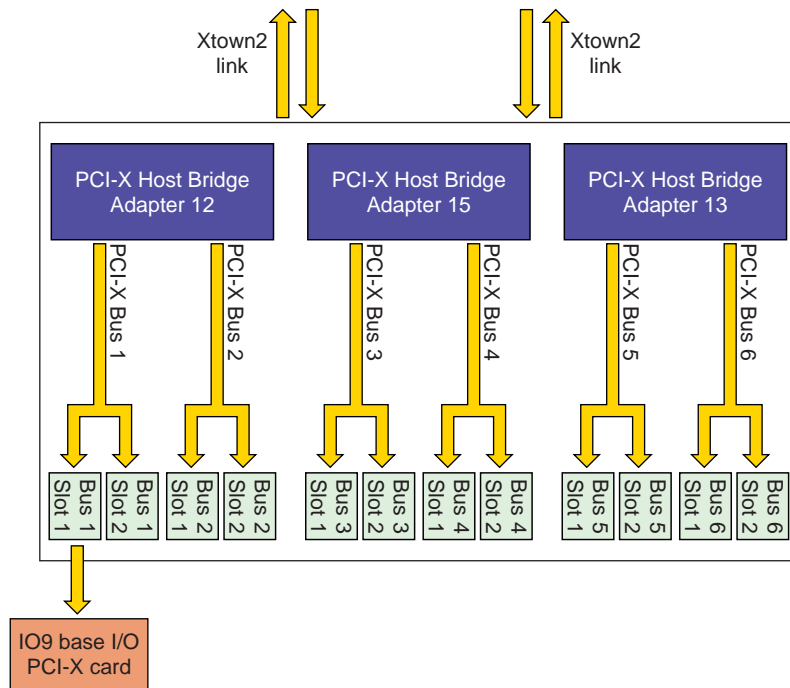 Xtown2
link
Xtown2
link
PCI-X Host Bridge
Adapter 12
PCI-X Host Bridge
Adapter 15
PCI-X Host Bridge
Adapter 13
PCI-X Bus 1
PCI-X Bus 2
PCI-X Bus 3
PCI-X Bus 4
PCI-X Bus 5
PCI-X Bus 6
Bus 1
Slot 1
Bus 1
Slot 2
Bus 2
Slot 1
Bus 2
Slot 2
Bus 3
Slot 1
Bus 3
Slot 2
Bus 4
Slot 1
Bus 4
Slot 2
Bus 5
Slot 1
Bus 5
Slot 2
Bus 6
Slot 1
Bus 6
Slot 2
IO9 base I/O
PCI-X card